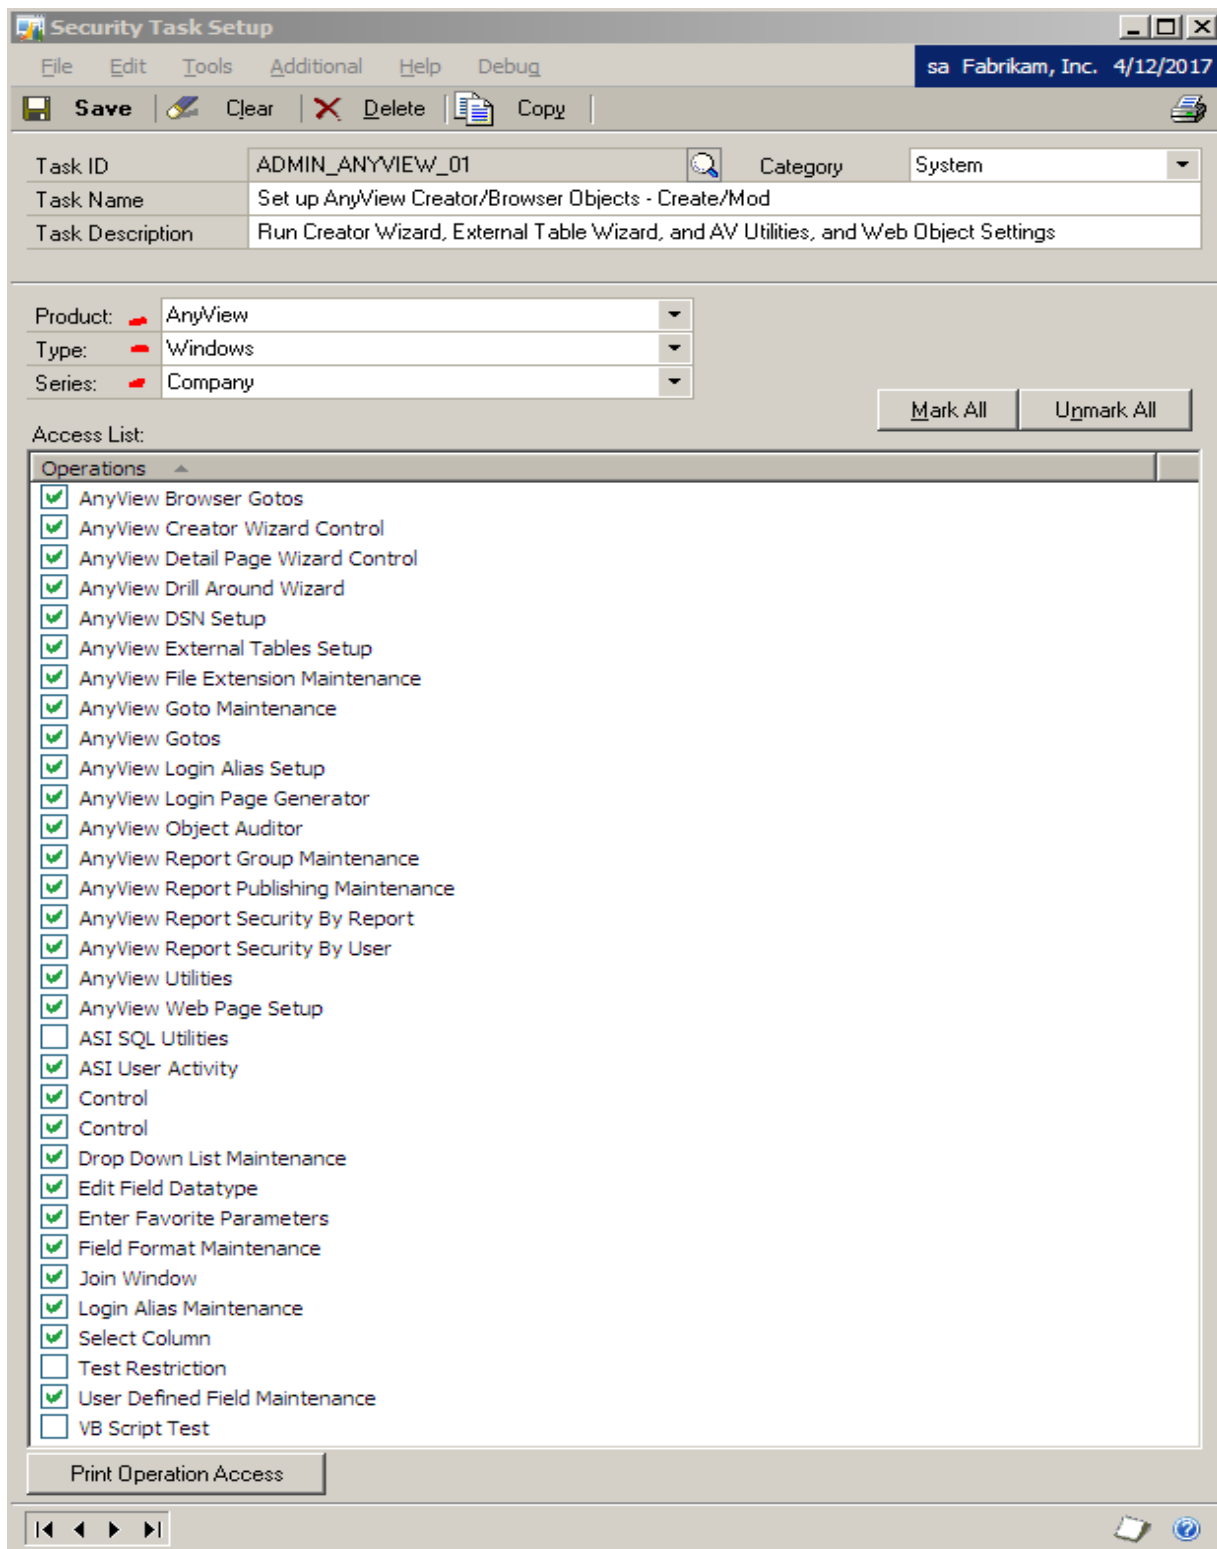 Security Task Setup
File Edit Tools Additional Help Debug sa Fabrikam, Inc. 4/12/2017
Save Clear Delete Copy
Task ID ADMIN_ANYVIEW_01 Category System
Task Name Set up AnyView Creator/Browser Objects - Create/Mod
Task Description Run Creator Wizard, External Table Wizard, and AV Utilities, and Web Object Settings
Product: AnyView
Type: Windows
Series: Company
Mark All Unmark All
Access List:
Operations
AnyView Browser Gotos
AnyView Creator Wizard Control
AnyView Detail Page Wizard Control
AnyView Drill Around Wizard
AnyView DSN Setup
AnyView External Tables Setup
AnyView File Extension Maintenance
AnyView Goto Maintenance
AnyView Gotos
AnyView Login Alias Setup
AnyView Login Page Generator
AnyView Object Auditor
AnyView Report Group Maintenance
AnyView Report Publishing Maintenance
AnyView Report Security By Report
AnyView Report Security By User
AnyView Utilities
AnyView Web Page Setup
ASI SQL Utilities
ASI User Activity
Control
Control
Drop Down List Maintenance
Edit Field Datatype
Enter Favorite Parameters
Field Format Maintenance
Join Window
Login Alias Maintenance
Select Column
Test Restriction
User Defined Field Maintenance
VB Script Test
Print Operation Access